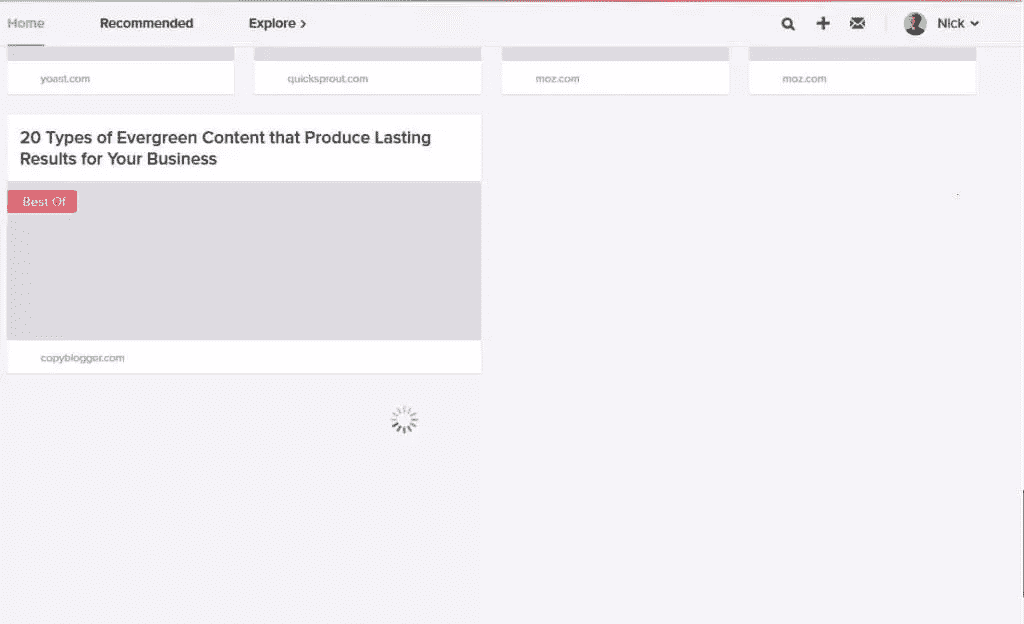 Home Recommended Explore > Nick
yoast.com quicksprout.com moz.com moz.com
20 Types of Evergreen Content that Produce Lasting
Results for Your Business
Best Of
copyblogger.com